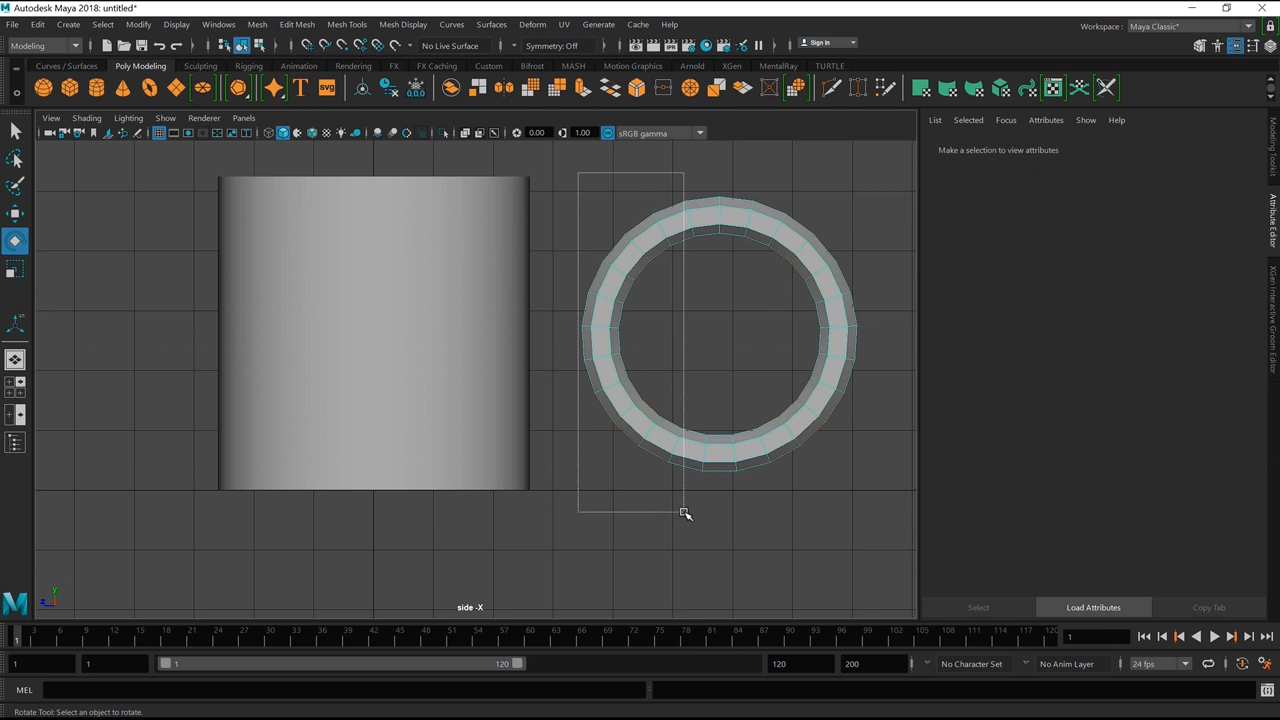 Autodesk Maya 2018: untitled*
File Edit Create Select Modify Display Windows Mesh Edit Mesh Mesh Tools Mesh Display Curves Surfaces Deform UV Generate Cache Help
Workspace : Maya Classic*
Modeling No Live Surface Symmetry: Off Sign In
Curves / Surfaces Poly Modeling Sculpting Rigging Animation Rendering FX FX Caching Custom Bifrost MASH Motion Graphics Arnold XGen MentalRay TURTLE
T SVG 0,0,0
View Shading Lighting Show Renderer Panels
List Selected Focus Attributes Show Help
0.00 1.00 sRGB gamma
Make a selection to view attributes
Modeling Toolkit
Attribute Editor
XGen Interactive Groom Editor
y
z
side -X
Select Load Attributes Copy Tab
3 6 9 12 15 18 21 24 27 30 33 36 39 42 45 48 51 54 57 60 63 66 69 72 75 78 81 84 87 90 93 96 99 102 105 108 111 114 117 120
1 1
1 1 1 120 120 200 No Character Set No Anim Layer 24 fps
MEL
Rotate Tool: Select an object to rotate.